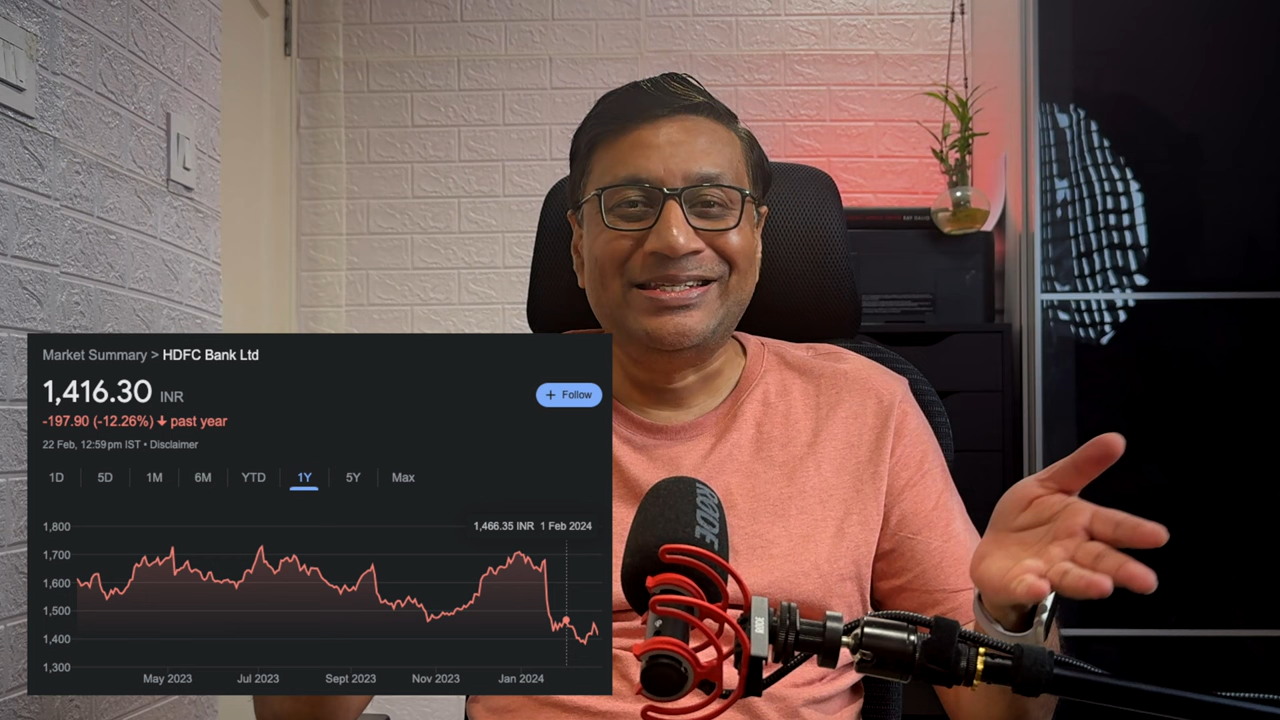 Market Summary > HDFC Bank Ltd
1,416.30 INR
+ Follow
-197.90 (-12.26%) ↓ past year
22 Feb, 12:59 pm IST • Disclaimer
1D 5D 1M 6M YTD 1Y 5Y Max
1,466.35 INR 1 Feb 2024
1,800
1,700
1,600
1,500
1,400
1,300
May 2023 Jul 2023 Sept 2023 Nov 2023 Jan 2024
RODE
RODE